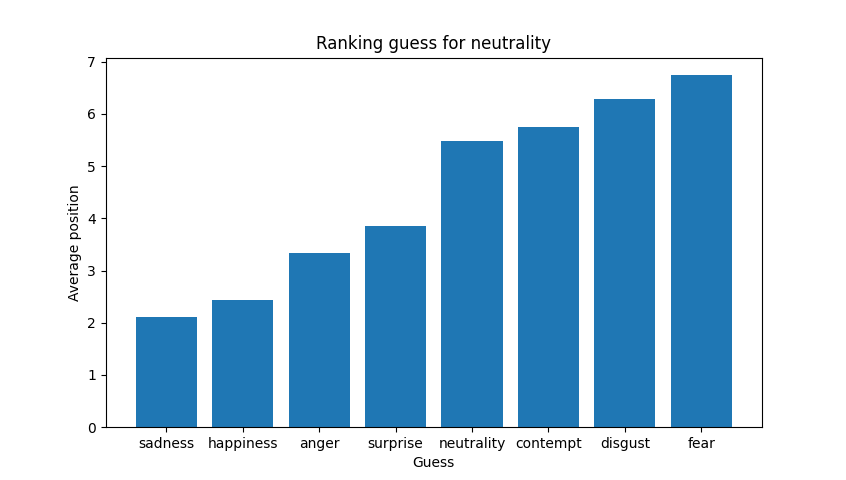 Ranking guess for neutrality
7
6
5
4
3
2
1
0
Average position
sadness happiness anger surprise neutrality contempt disgust fear
Guess